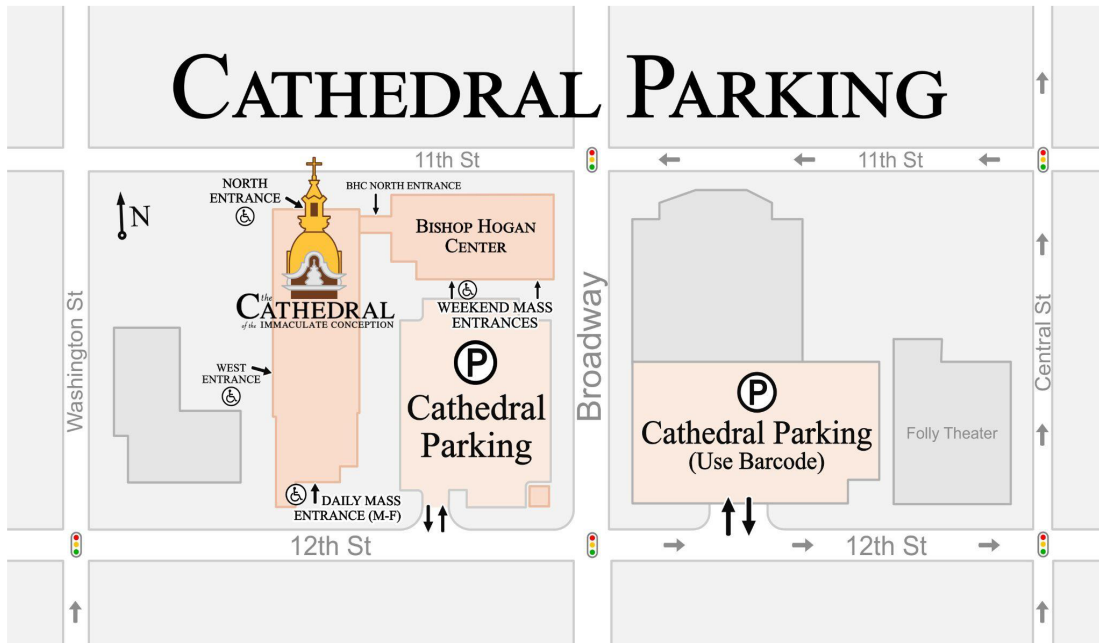 CATHEDRAL PARKING
11th St
11th St
NORTH
ENTRANCE
BHC NORTH ENTRANCE
N
BISHOP HOGAN
CENTER
the
CATHEDRAL
of the IMMACULATE CONCEPTION
WEEKEND MASS
ENTRANCES
Washington St
Broadway
Central St
WEST
ENTRANCE
P
Cathedral
Parking
P
Cathedral Parking
(Use Barcode)
Folly Theater
DAILY MASS
ENTRANCE (M-F)
12th St
12th St